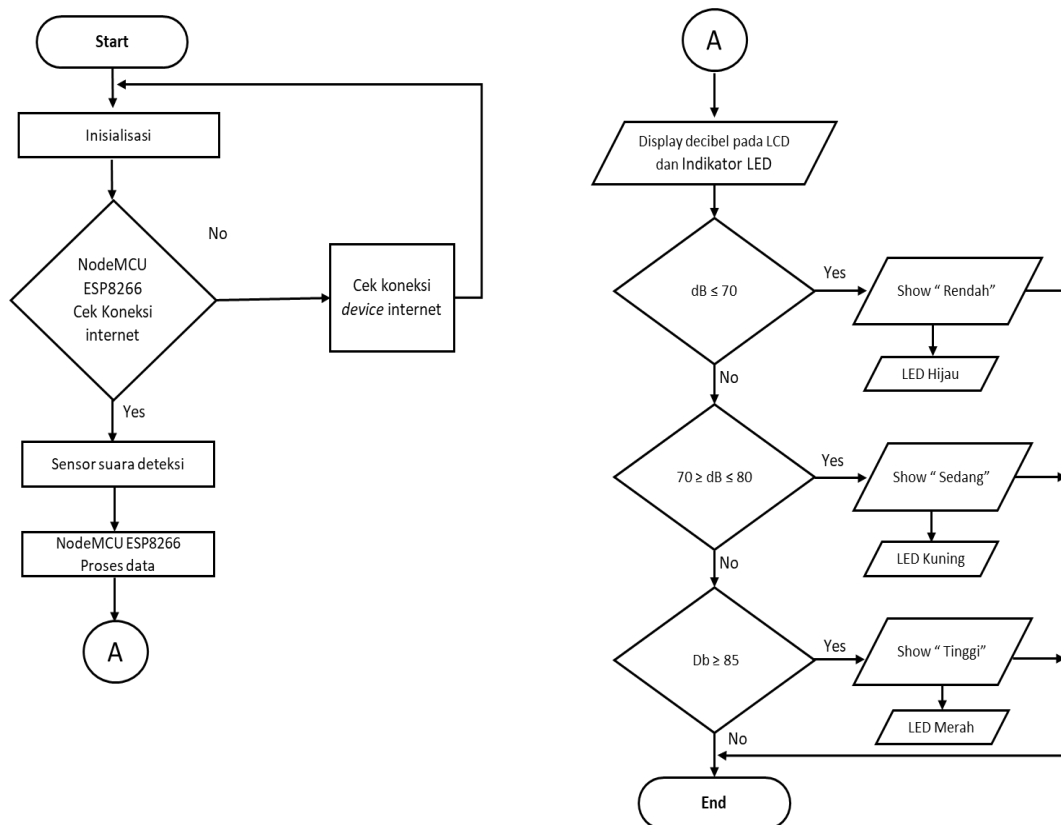 Start
Inisialisasi
No
NodeMCU
ESP8266
Cek Koneksi
internet
Cek koneksi
device internet
Yes
Sensor suara deteksi
NodeMCU ESP8266
Proses data
A
A
Display decibel pada LCD
dan Indikator LED
dB ≤ 70
Yes
Show “ Rendah”
LED Hijau
No
70 ≥ dB ≤ 80
Yes
Show “ Sedang”
LED Kuning
No
Db ≥ 85
Yes
Show “ Tinggi”
LED Merah
No
End